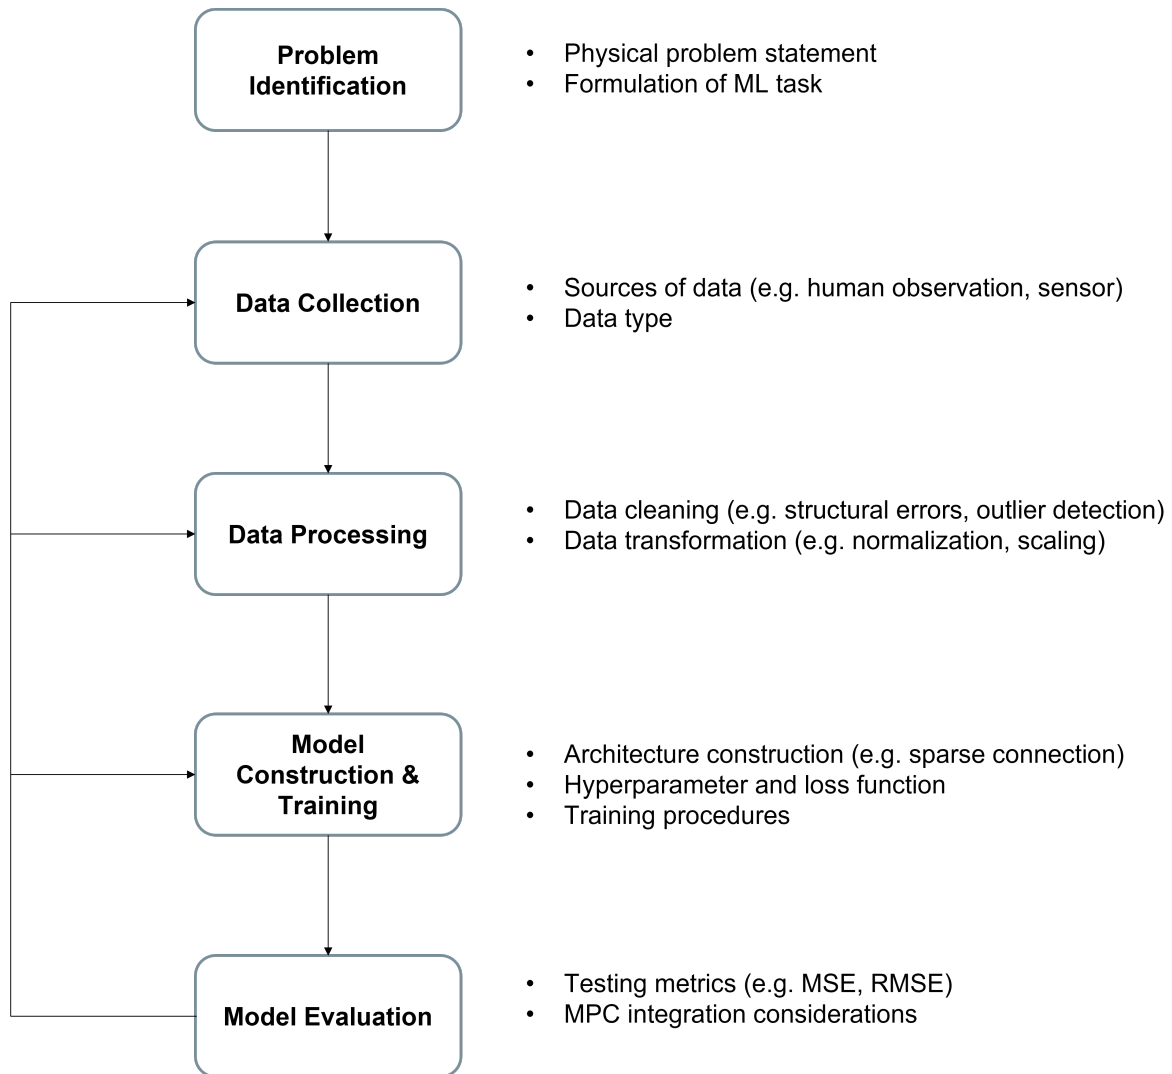 Problem
Identification
• Physical problem statement
• Formulation of ML task
Data Collection
• Sources of data (e.g. human observation, sensor)
• Data type
Data Processing
• Data cleaning (e.g. structural errors, outlier detection)
• Data transformation (e.g. normalization, scaling)
Model
Construction &
Training
• Architecture construction (e.g. sparse connection)
• Hyperparameter and loss function
• Training procedures
Model Evaluation
• Testing metrics (e.g. MSE, RMSE)
• MPC integration considerations